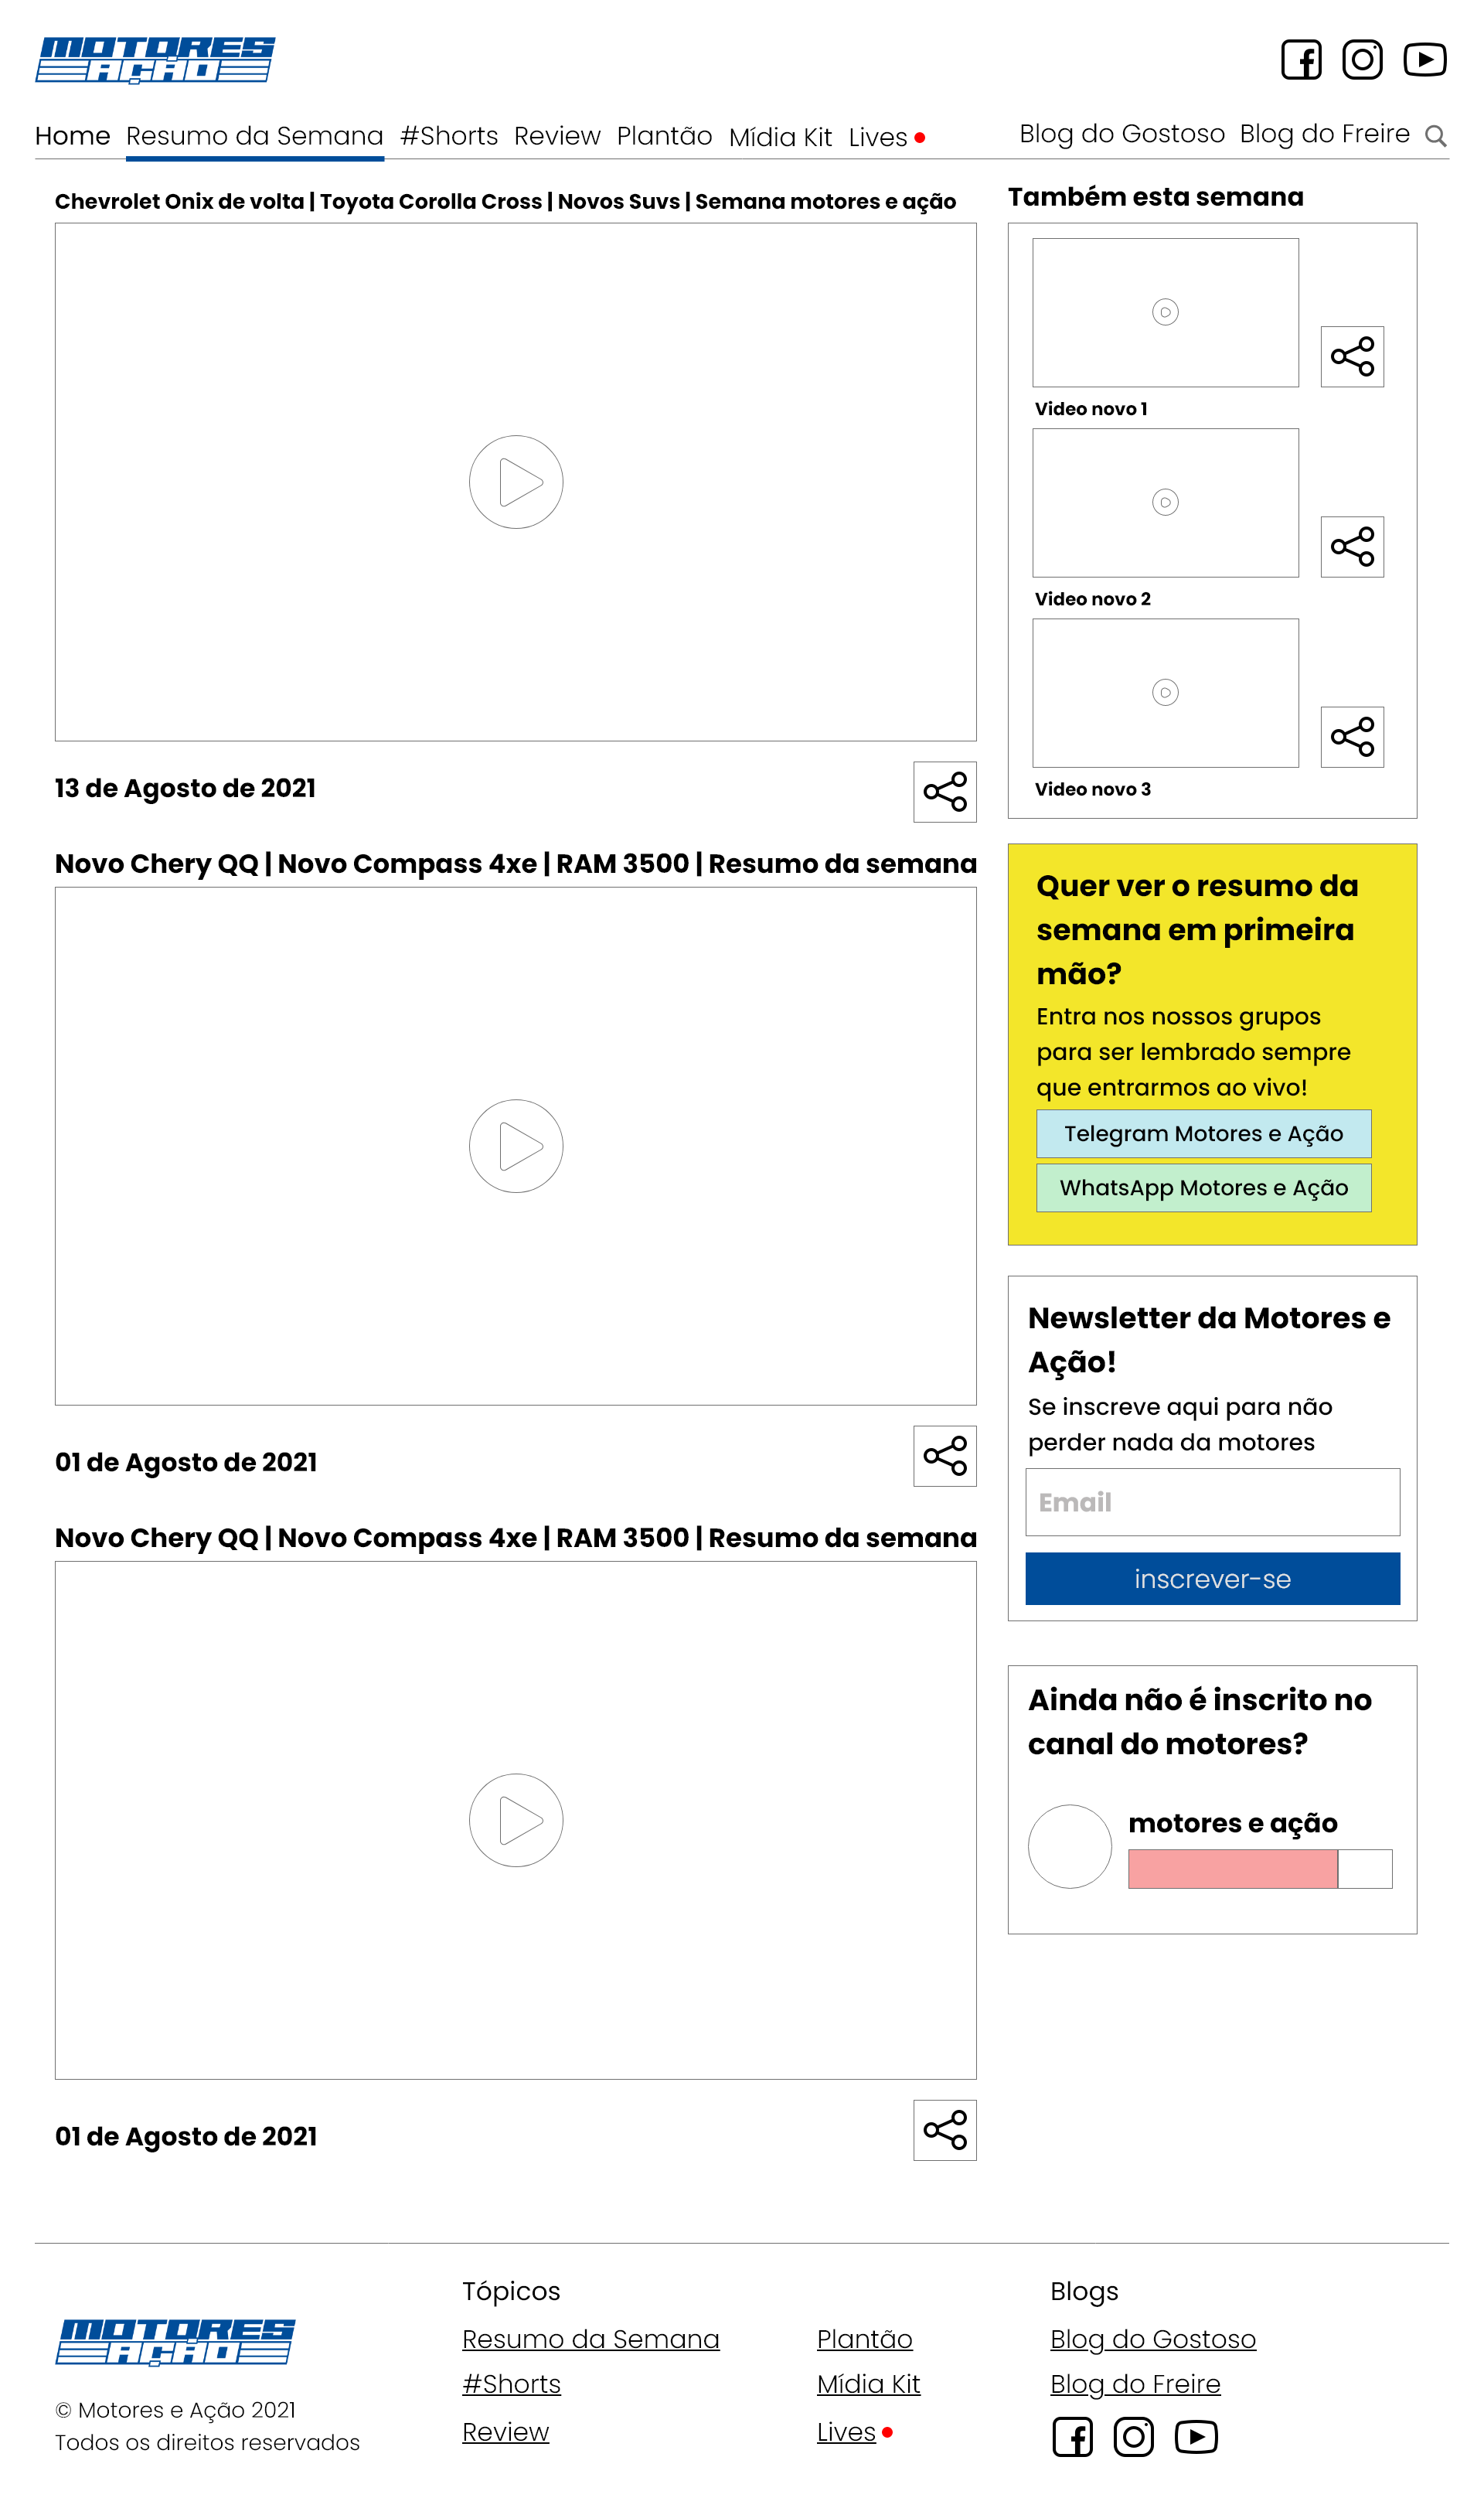 MOTORES
AÇÃO
Home Resumo da Semana #Shorts Review Plantão Mídia Kit Lives Blog do Gostoso Blog do Freire
Chevrolet Onix de volta | Toyota Corolla Cross | Novos Suvs | Semana motores e ação
13 de Agosto de 2021
Novo Chery QQ | Novo Compass 4xe | RAM 3500 | Resumo da semana
01 de Agosto de 2021
Novo Chery QQ | Novo Compass 4xe | RAM 3500 | Resumo da semana
01 de Agosto de 2021
Também esta semana
Video novo 1
Video novo 2
Video novo 3
Quer ver o resumo da
semana em primeira
mão?
Entra nos nossos grupos
para ser lembrado sempre
que entrarmos ao vivo!
Telegram Motores e Ação
WhatsApp Motores e Ação
Newsletter da Motores e
Ação!
Se inscreve aqui para não
perder nada da motores
Email
inscrever-se
Ainda não é inscrito no
canal do motores?
motores e ação
MOTORES
AÇÃO
© Motores e Ação 2021
Todos os direitos reservados
Tópicos
Resumo da Semana
#Shorts
Review
Plantão
Mídia Kit
Lives
Blogs
Blog do Gostoso
Blog do Freire